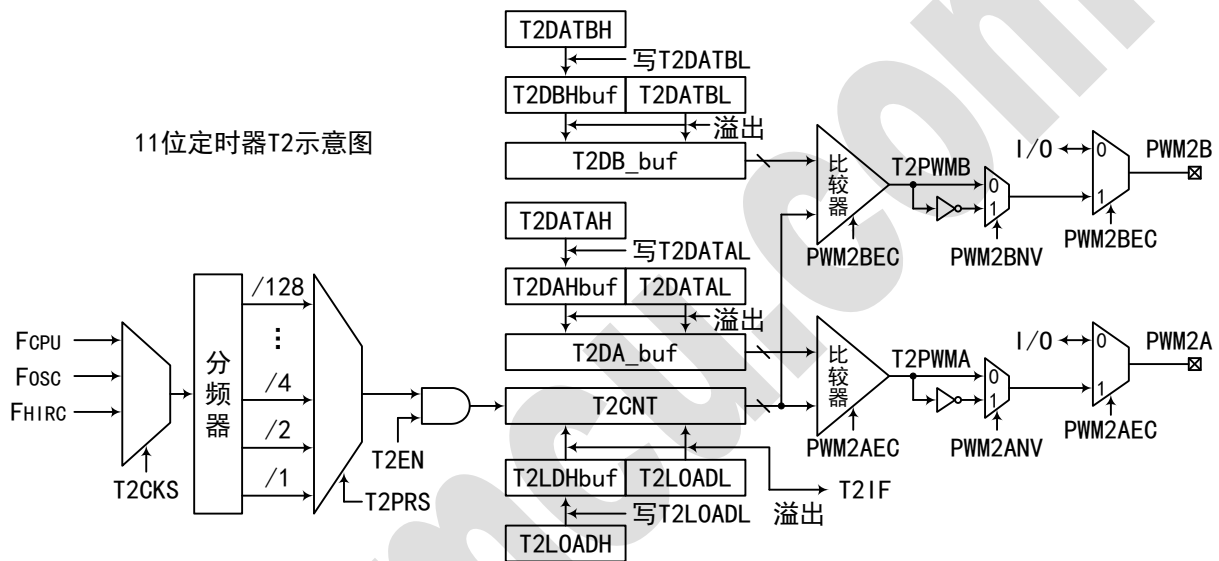 T2DATBH
写T2DATBL
T2DBHbuf T2DATBL
溢出
11位定时器T2示意图
T2DB_buf
比较器
T2PWMB
0
1
I/O
0
1
PWM2B
PWM2BEC
PWM2BNV
PWM2BEC
T2DATAH
写T2DATAL
T2DAHbuf T2DATAL
溢出
T2DA_buf
比较器
T2PWMA
0
1
I/O
0
1
PWM2A
PWM2AEC
PWM2ANV
PWM2AEC
FCPU
FOSC
FHIRC
T2CKS
分频器
/128
...
/4
/2
/1
T2PRS
T2EN
T2CNT
T2LDHbuf T2LOADL
T2IF
写T2LOADL
溢出
T2LOADH
mcu.com